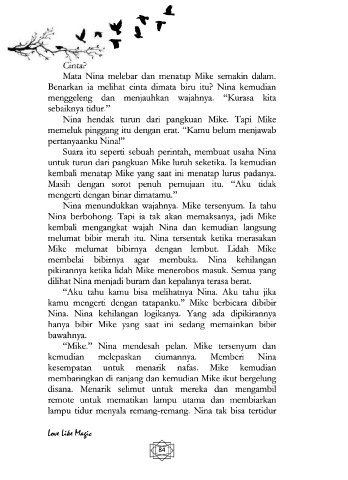 Cinta?
Mata Nina melebar dan menatap Mike semakin dalam.
Benarkan ia melihat cinta dimata biru itu? Nina kemudian
menggeleng dan menjauhkan wajahnya. “Kurasa kita
sebaiknya tidur.”
Nina hendak turun dari pangkuan Mike. Tapi Mike
memeluk pinggang itu dengan erat. “Kamu belum menjawab
pertanyaanku Nina!”
Suara itu seperti sebuah perintah, membuat usaha Nina
untuk turun dari pangkuan Mike luruh seketika. Ia kemudian
kembali menatap Mike yang saat ini menatap lurus padanya.
Masih dengan sorot penuh pemujaan itu. “Aku tidak
mengerti dengan binar dimatamu.”
Nina menundukkan wajahnya. Mike tersenyum. Ia tahu
Nina berbohong. Tapi ia tak akan memaksanya, jadi Mike
kembali mengangkat wajah Nina dan kemudian langsung
melumat bibir merah itu. Nina tersentak ketika merasakan
Mike melumat bibirnya dengan lembut. Lidah Mike
membelai bibirnya agar membuka. Nina kehilangan
pikirannya ketika lidah Mike menerobos masuk. Semua yang
dilihat Nina menjadi buram dan kepalanya terasa berat.
“Aku tahu kamu bisa melihatnya Nina. Aku tahu jika
kamu mengerti dengan tatapanku.” Mike berbicara dibibir
Nina. Nina kehilangan logikanya. Yang ada dipikirannya
hanya bibir Mike yang saat ini sedang memainkan bibir
bawahnya.
“Mike.” Nina mendesah pelan. Mike tersenyum dan
kemudian melepaskan ciumannya. Memberi Nina
kesempatan untuk menarik nafas. Mike kemudian
membaringkan di ranjang dan kemudian Mike ikut bergelung
disana. Menarik selimut untuk mereka dan mengambil
remote untuk mematikan lampu utama dan membiarkan
lampu tidur menyala remang-remang. Nina tak bisa tertidur
Love Like Magic
84